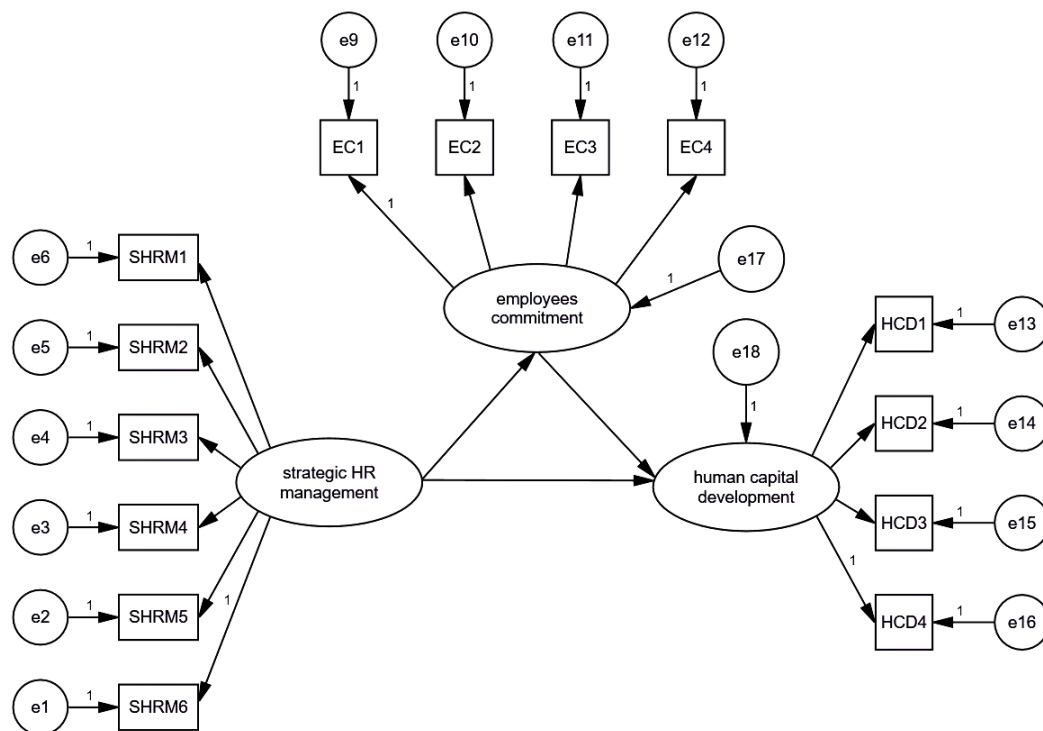 e9
e10
e11
e12
1
1
1
1
EC1
EC2
EC3
EC4
1
e6
1
SHRM1
e5
1
SHRM2
e4
1
SHRM3
e3
1
SHRM4
e2
1
SHRM5
e1
1
SHRM6
1
strategic HR
management
employees
commitment
1
e17
e18
1
human capital
development
HCD1
1
e13
HCD2
1
e14
HCD3
1
e15
1
HCD4
1
e16